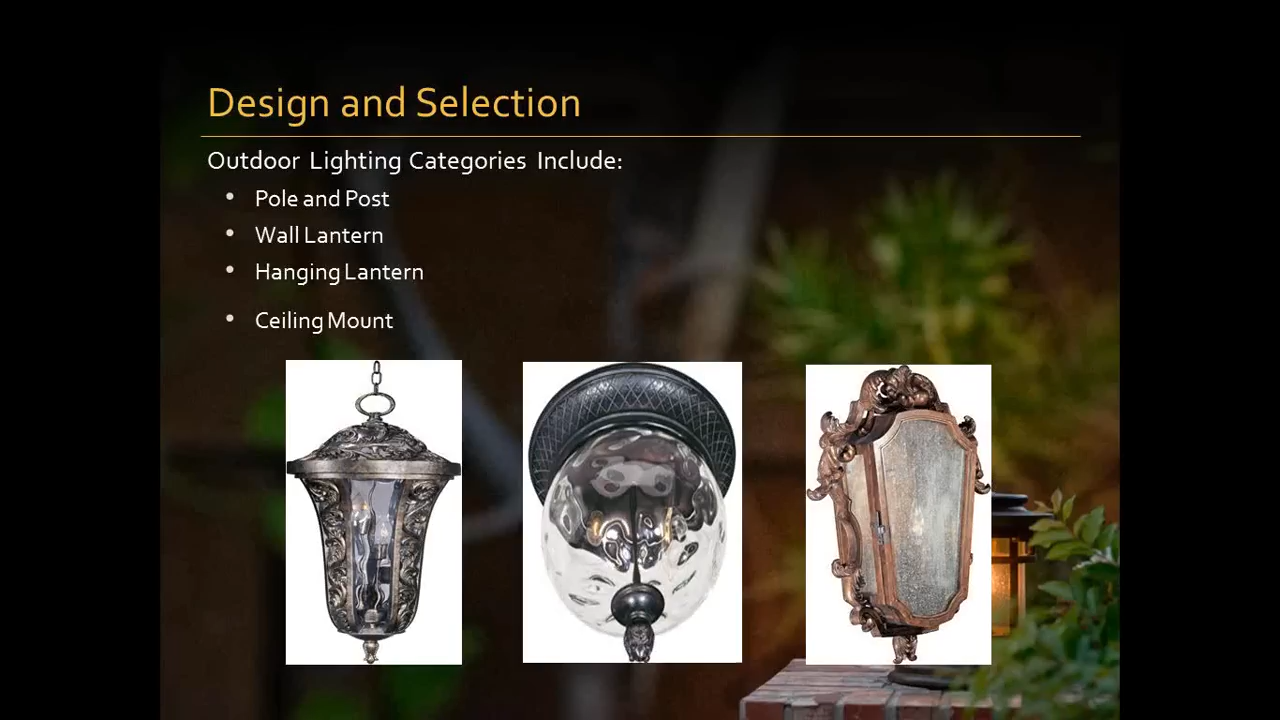 Design and Selection
Outdoor Lighting Categories Include:
• Pole and Post
• Wall Lantern
• Hanging Lantern
• Ceiling Mount